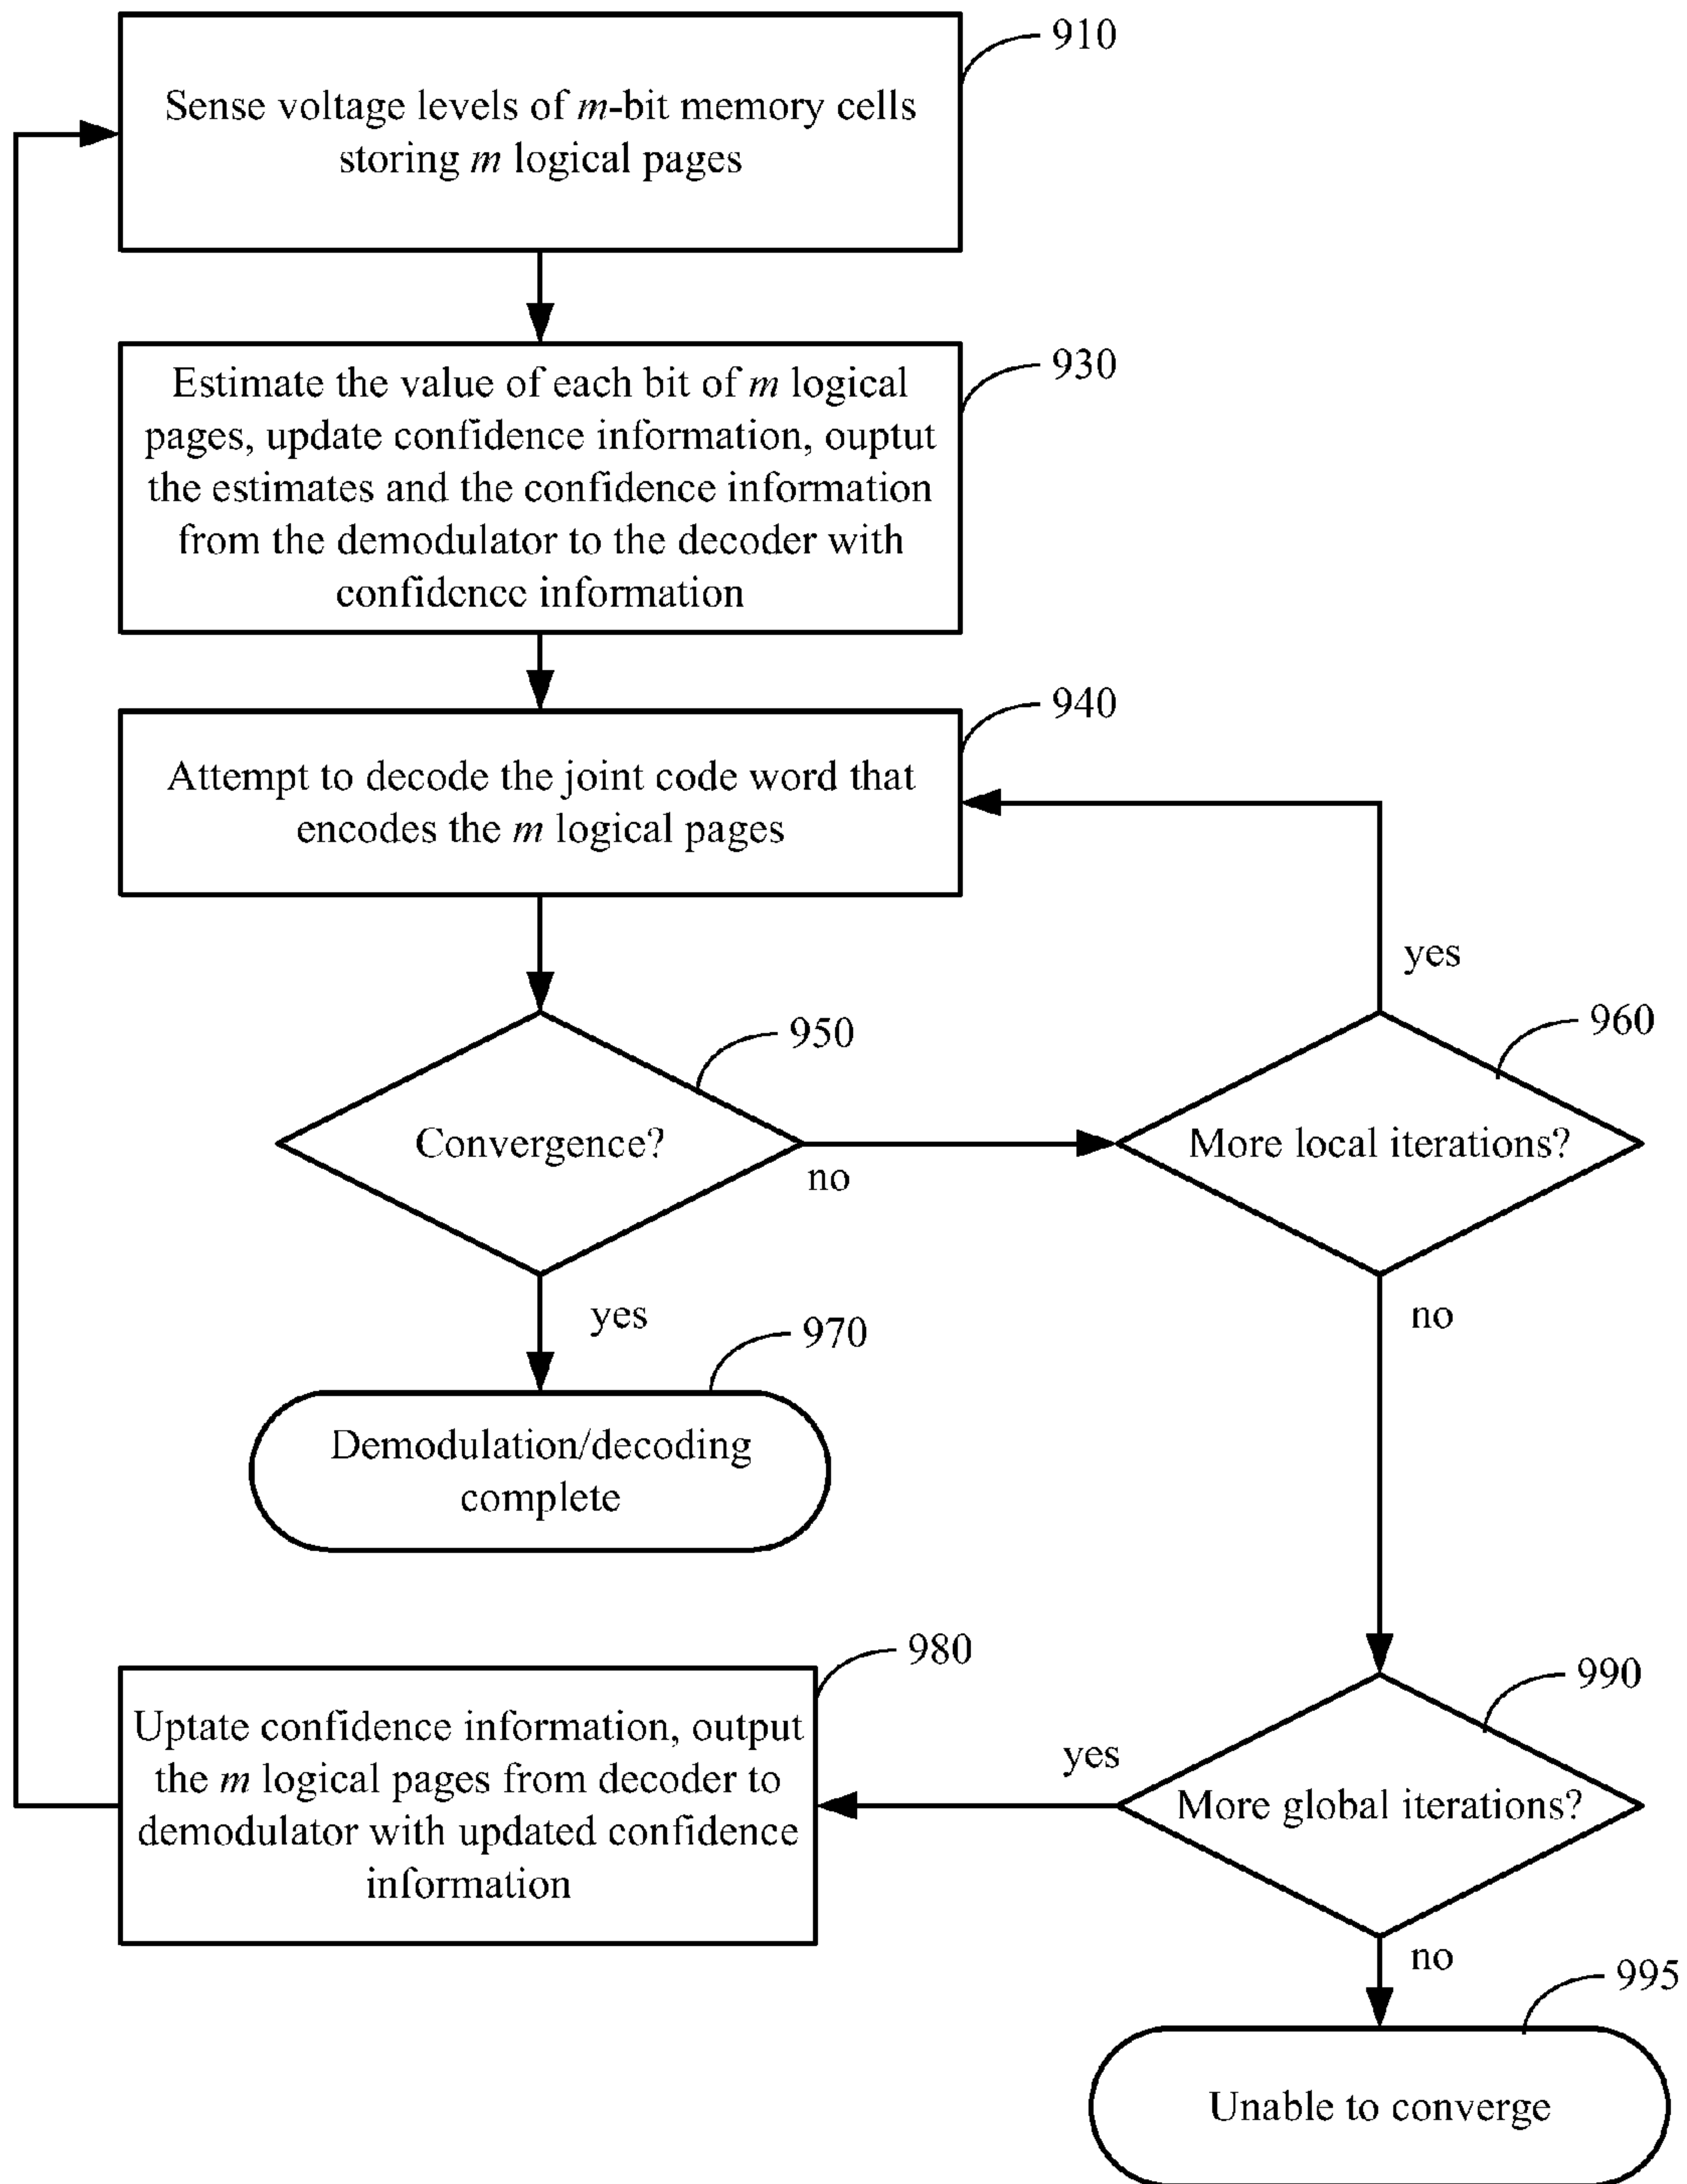 910
Sense voltage levels of m-bit memory cells
storing m logical pages
930
Estimate the value of each bit of m logical
pages, update confidence information, ouptut
the estimates and the confidence information
from the demodulator to the decoder with
confidence information
940
Attempt to decode the joint code word that
encodes the m logical pages
yes
950
960
Convergence?
no
More local iterations?
yes
no
970
Demodulation/decoding
complete
980
990
Uptate confidence information, output
the m logical pages from decoder to
demodulator with updated confidence
information
yes
More global iterations?
no
995
Unable to converge